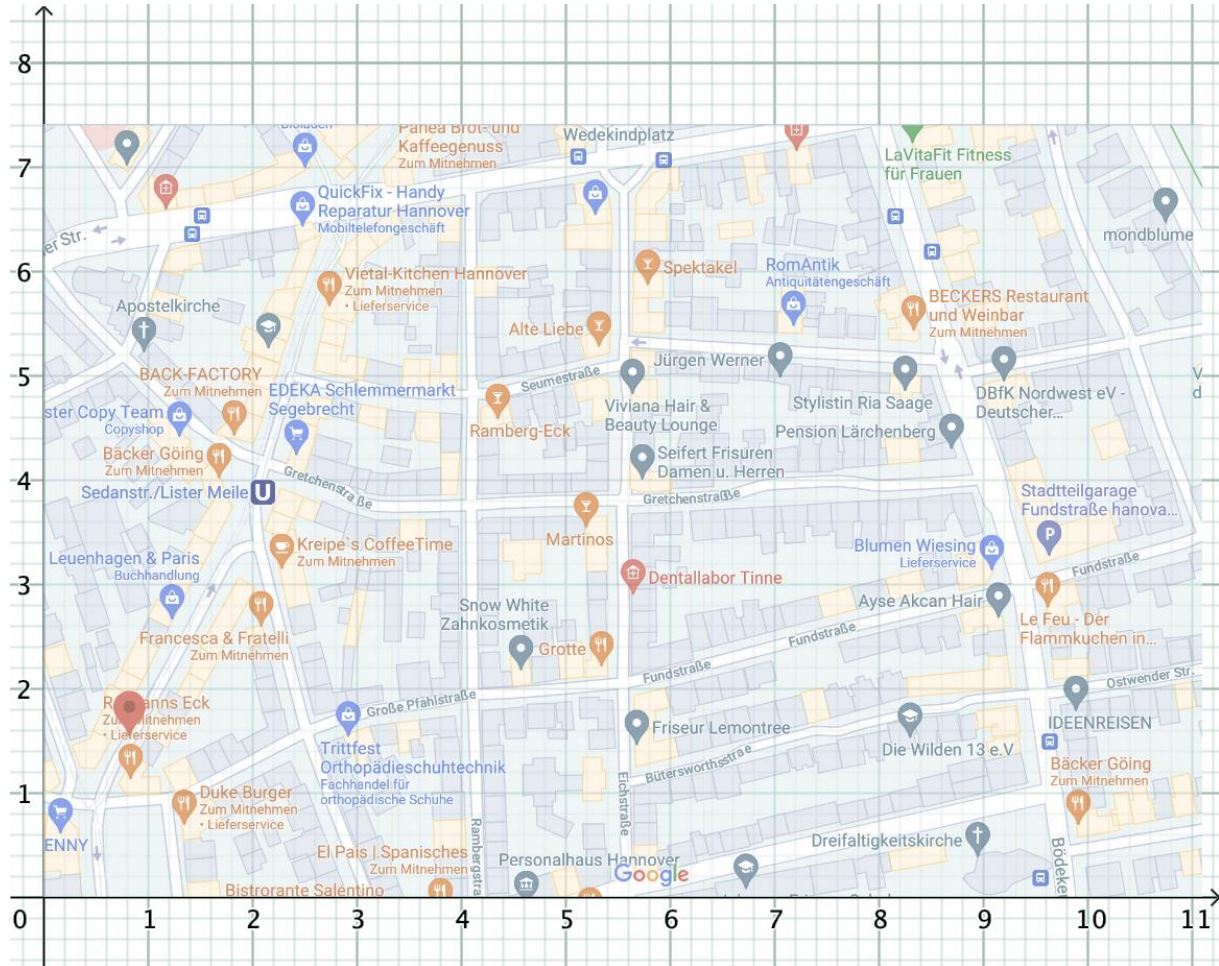 8
7
6
5
4
3
2
1
0
1
2
3
4
5
6
7
8
9
10
11
Panea Brot- und
Kaffeegenuss
Zum Mitnehmen
Wedekindplatz
LaVitaFit Fitness
für Frauen
QuickFix - Handy
Reparatur Hannover
Mobiltelefongeschäft
er Str.
mondblume
Vietal-Kitchen Hannover
Zum Mitnehmen
• Lieferservice
Spektakel
RomAntik
Antiquitätengeschäft
Apostelkirche
Alte Liebe
BECKERS Restaurant
und Weinbar
Zum Mitnehmen
BACK-FACTORY
Zum Mitnehmen
EDEKA Schlemmermarkt
Segebrecht
Seumestraße
Jürgen Werner
Stylistin Ria Saage
DBfK Nordwest eV -
Deutscher...
V
d
ster Copy Team
Copyshop
Ramberg-Eck
Viviana Hair &
Beauty Lounge
Pension Lärchenberg
Bäcker Göing
Zum Mitnehmen
Seifert Frisuren
Damen u. Herren
Sedanstr./Lister Meile
U
Gretchenstraße
Gretchenstraße
Stadtteilgarage
Fundstraße hanova...
P
Martinos
Kreipe`s CoffeeTime
Zum Mitnehmen
Leuenhagen & Paris
Buchhandlung
Blumen Wiesing
Lieferservice
Fundstraße
Dentallabor Tinne
Ayse Akcan Hair
Snow White
Zahnkosmetik
Le Feu - Der
Flammkuchen in...
Francesca & Fratelli
Zum Mitnehmen
Grotte
Fundstraße
Fundstraße
Große Pfahlstraße
Ostwender Str.
• Lieferservice
IDEENREISEN
Friseur Lemontree
Die Wilden 13 e.V
Trittfest
Orthopädieschuhtechnik
Fachhandel für
orthopädische Schuhe
Bütersworthstraße
Bäcker Göing
Zum Mitnehmen
Duke Burger
Zum Mitnehmen
• Lieferservice
Eichstraße
ENNY
Rambergstra
Dreifaltigkeitskirche
Bödeker
El Pais | Spanisches
Zum Mitnehmen
Personalhaus Hannover
Google
Bistrorante Salentino